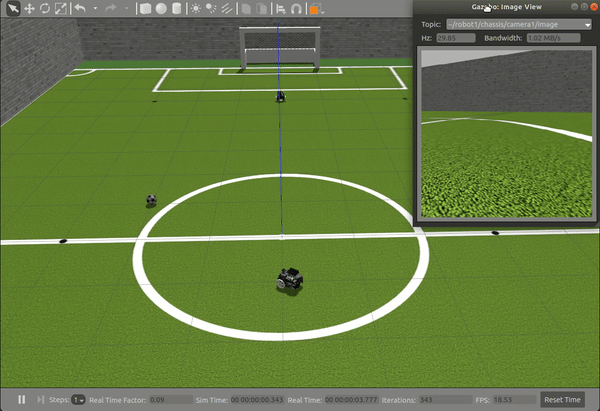 Gazebo: Image View
Topic: ~/robot1/chassis/camera1/image
Hz: 29.85 Bandwidth: 1.02 MB/s
Steps: 1 Real Time Factor: 0.09 Sim Time: 00 00:00:00.343 Real Time: 00 00:00:03.777 Iterations: 343 FPS: 18.53 Reset Time